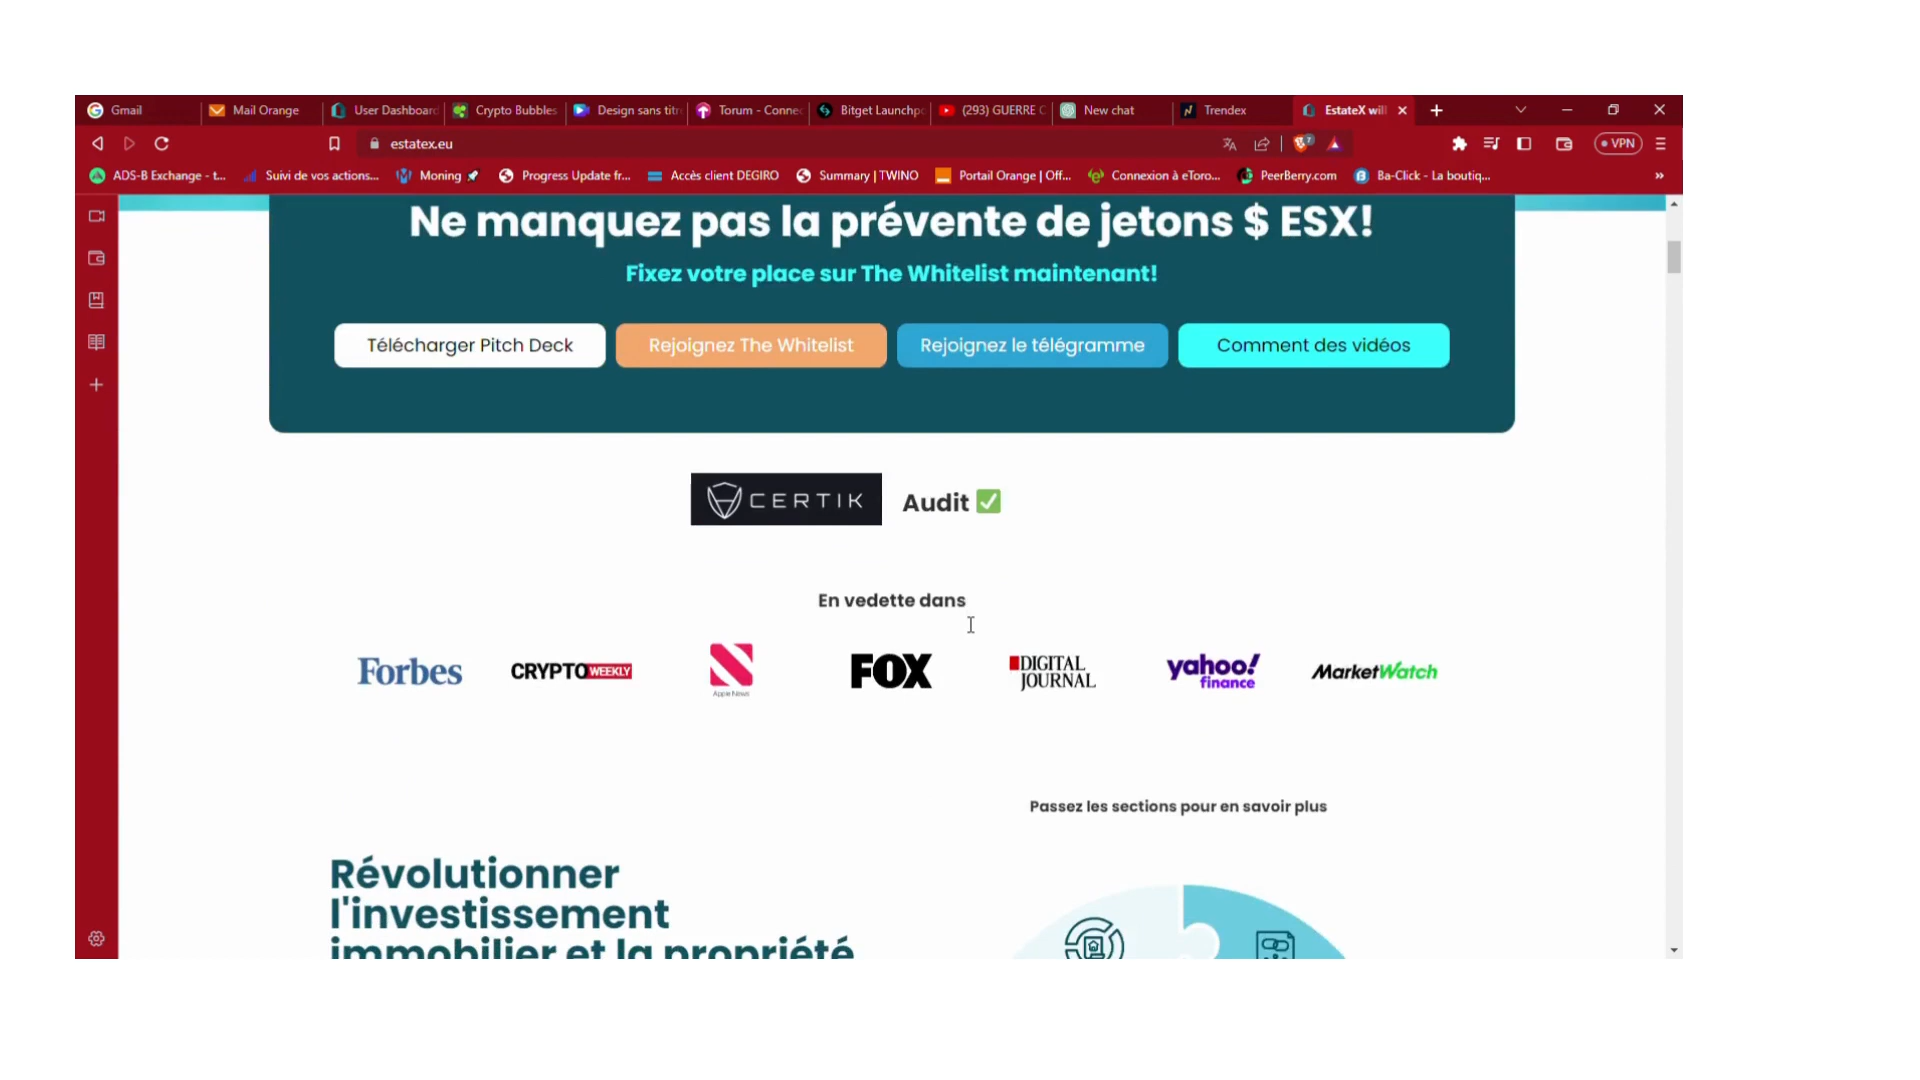 Gmail
Mail Orange
User Dashboard
Crypto Bubbles
Design sans titr
Torum - Connec
Bitget Launchpa
(293) GUERRE C
New chat
Trendex
EstateX will
estatex.eu
VPN
ADS-B Exchange - t...
Suivi de vos actions...
Moning
Progress Update fr...
Accès client DEGIRO
Summary | TWINO
Portail Orange | Off...
Connexion à eToro...
PeerBerry.com
Ba-Click - La boutiq...
»
Ne manquez pas la prévente de jetons $ ESX!
Fixez votre place sur The Whitelist maintenant!
Télécharger Pitch Deck
Rejoignez The Whitelist
Rejoignez le télégramme
Comment des vidéos
CERTIK
Audit ✅
En vedette dans
Forbes
CRYPTO WEEKLY
Apple News
FOX
DIGITAL
JOURNAL
yahoo!
finance
MarketWatch
Passez les sections pour en savoir plus
Révolutionner
l'investissement
immobilier et la propriété